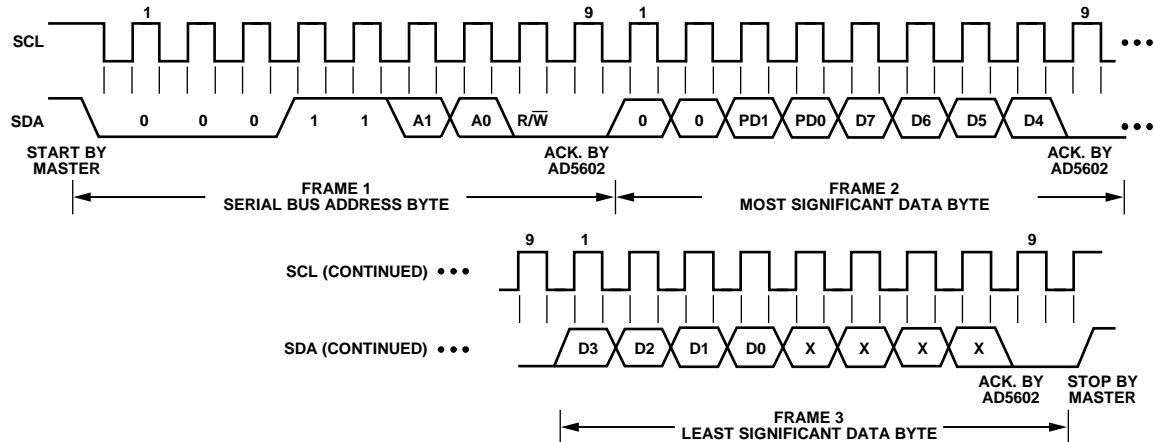 1 9 1 9
SCL
SDA 0 0 0 1 1 A1 A0 R/W̅ 0 0 PD1 PD0 D7 D6 D5 D4
START BY
MASTER
ACK. BY
AD5602
ACK. BY
AD5602
FRAME 1
SERIAL BUS ADDRESS BYTE
FRAME 2
MOST SIGNIFICANT DATA BYTE
9 1 9
SCL (CONTINUED)
SDA (CONTINUED) D3 D2 D1 D0 X X X X
ACK. BY
AD5602
STOP BY
MASTER
FRAME 3
LEAST SIGNIFICANT DATA BYTE